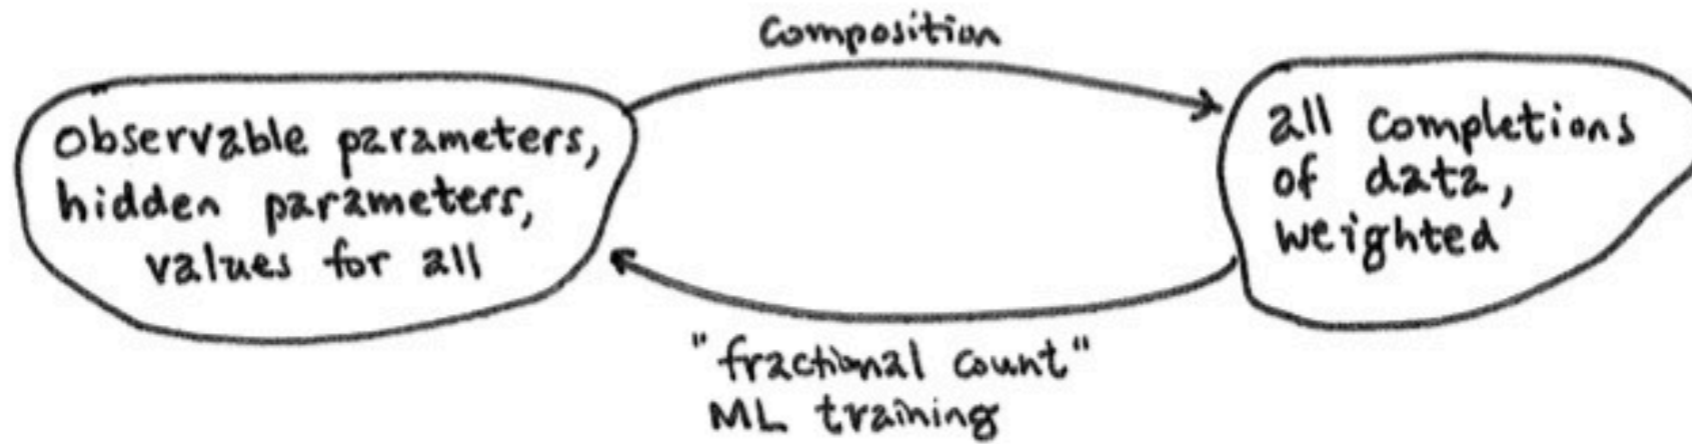 Composition
Observable parameters,
hidden parameters,
values for all
all completions
of data,
weighted
"fractional count"
ML training